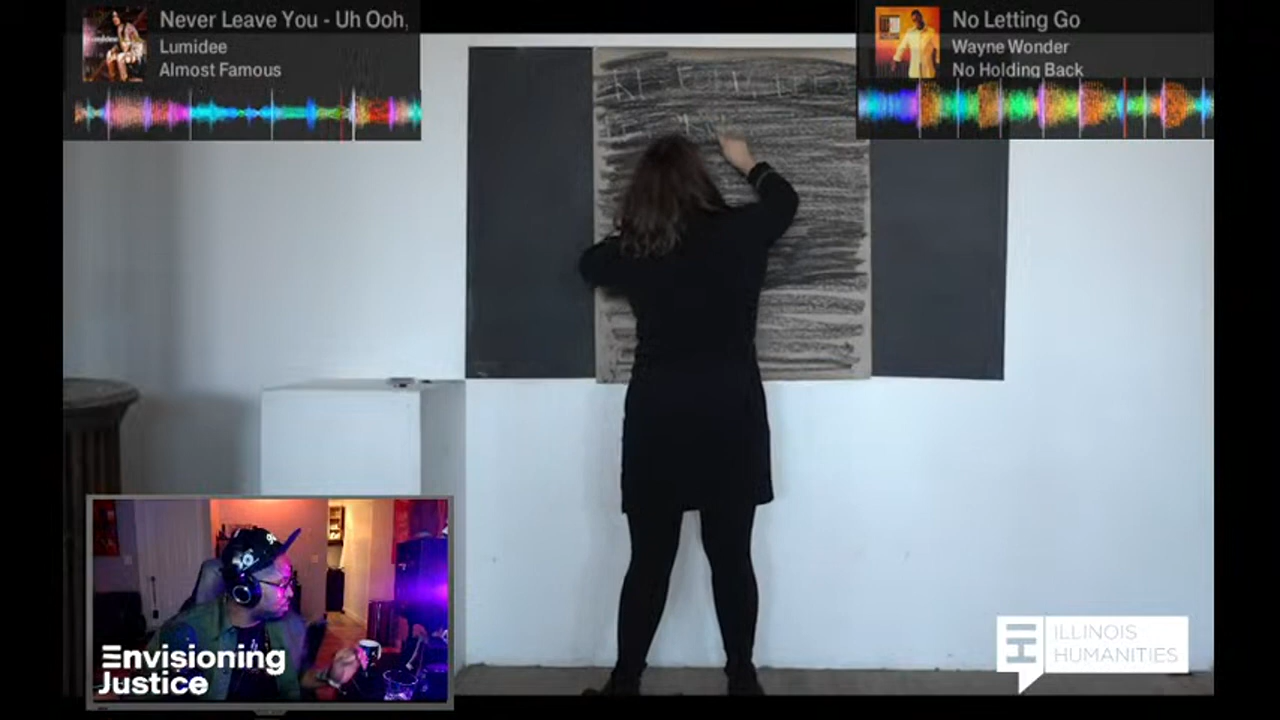 Never Leave You - Uh Ooh,
Lumidee
Almost Famous
No Letting Go
Wayne Wonder
No Holding Back
Envisioning
Justice
ILLINOIS
HUMANITIES